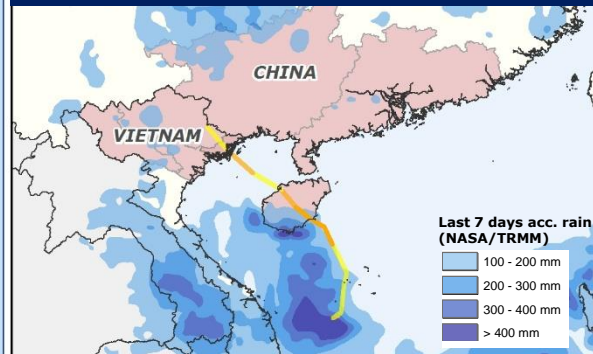 CHINA
VIETNAM
Last 7 days acc. rain
(NASA/TRMM)
100 - 200 mm
200 - 300 mm
300 - 400 mm
> 400 mm